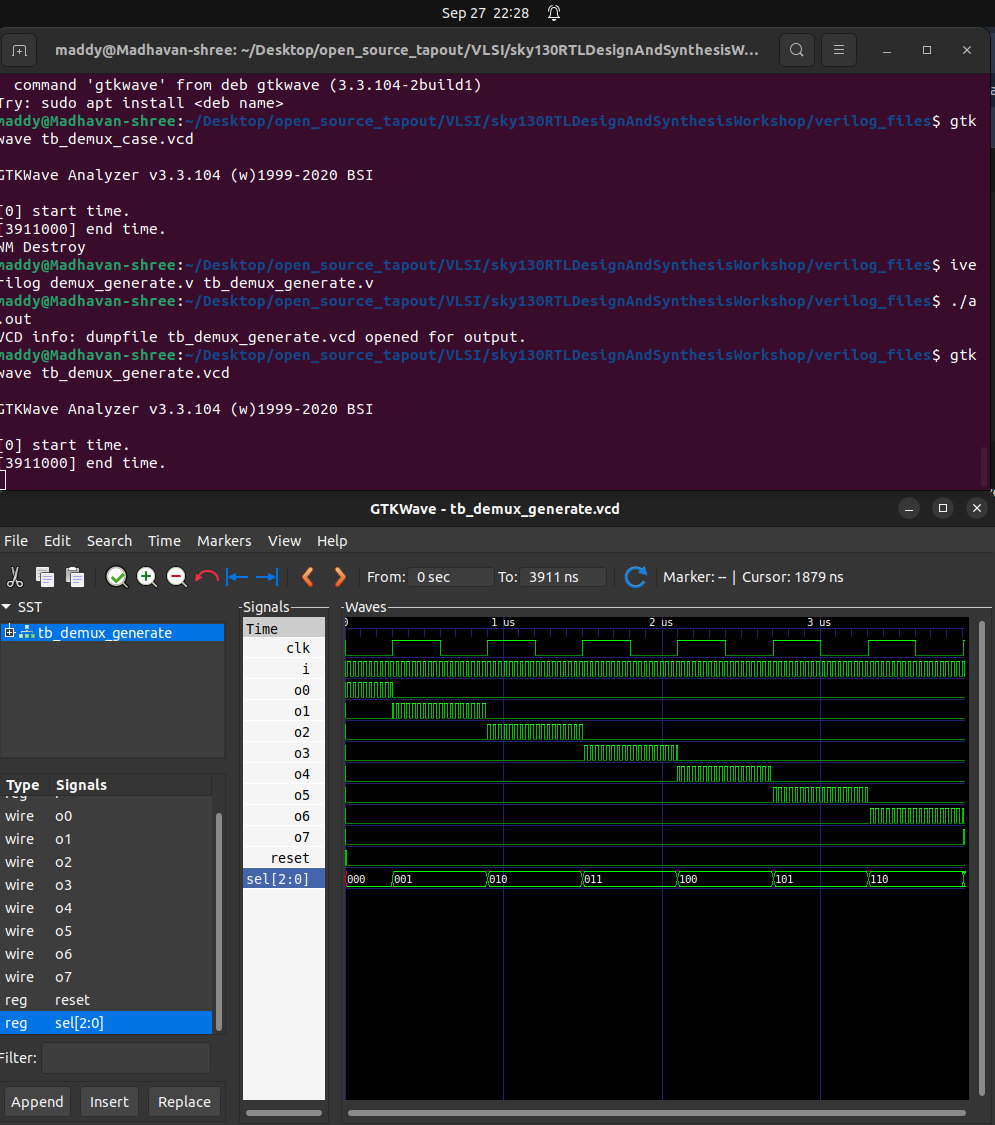 Sep 27 22:28
maddy@Madhavan-shree: ~/Desktop/open_source_tapout/VLSI/sky130RTLDesignAndSynthesisW...
command 'gtkwave' from deb gtkwave (3.3.104-2build1)
Try: sudo apt install <deb name>
maddy@Madhavan-shree:~/Desktop/open_source_tapout/VLSI/sky130RTLDesignAndSynthesisWorkshop/verilog_files$ gtk
wave tb_demux_case.vcd
GTKWave Analyzer v3.3.104 (w)1999-2020 BSI
[0] start time.
[3911000] end time.
WM Destroy
maddy@Madhavan-shree:~/Desktop/open_source_tapout/VLSI/sky130RTLDesignAndSynthesisWorkshop/verilog_files$ ive
rilog demux_generate.v tb_demux_generate.v
maddy@Madhavan-shree:~/Desktop/open_source_tapout/VLSI/sky130RTLDesignAndSynthesisWorkshop/verilog_files$ ./a
.out
VCD info: dumpfile tb_demux_generate.vcd opened for output.
maddy@Madhavan-shree:~/Desktop/open_source_tapout/VLSI/sky130RTLDesignAndSynthesisWorkshop/verilog_files$ gtk
wave tb_demux_generate.vcd
GTKWave Analyzer v3.3.104 (w)1999-2020 BSI
[0] start time.
[3911000] end time.
GTKWave - tb_demux_generate.vcd
File Edit Search Time Markers View Help
From: 0 sec To: 3911 ns Marker: -- | Cursor: 1879 ns
SST
tb_demux_generate
Type Signals
wire o0
wire o1
wire o2
wire o3
wire o4
wire o5
wire o6
wire o7
reg reset
reg sel[2:0]
Filter:
Append Insert Replace
Signals
Time
clk
i
o0
o1
o2
o3
o4
o5
o6
o7
reset
sel[2:0]
Waves
0 1 us 2 us 3 us
000 001 010 011 100 101 110